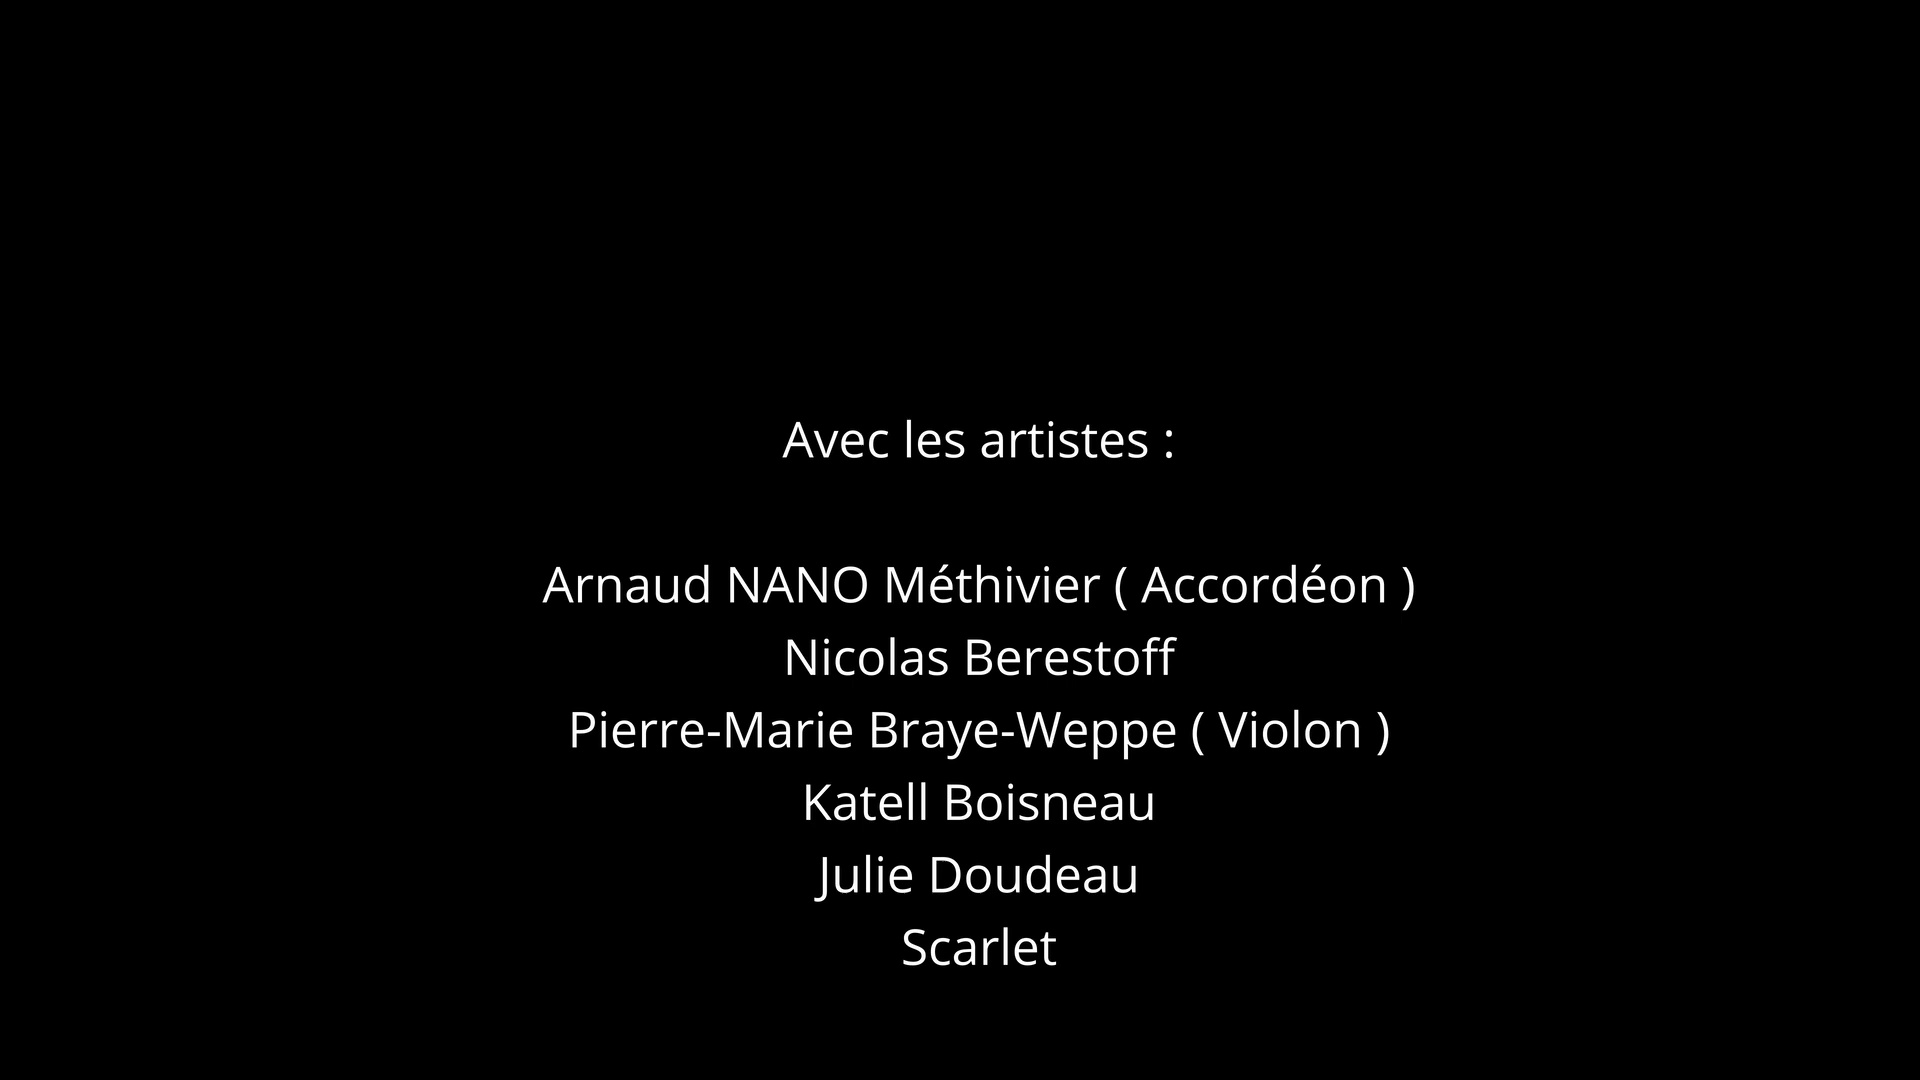 Avec les artistes :
Arnaud NANO Méthivier ( Accordéon )
Nicolas Berestoff
Pierre-Marie Braye-Weppe ( Violon )
Katell Boisneau
Julie Doudeau
Scarlet